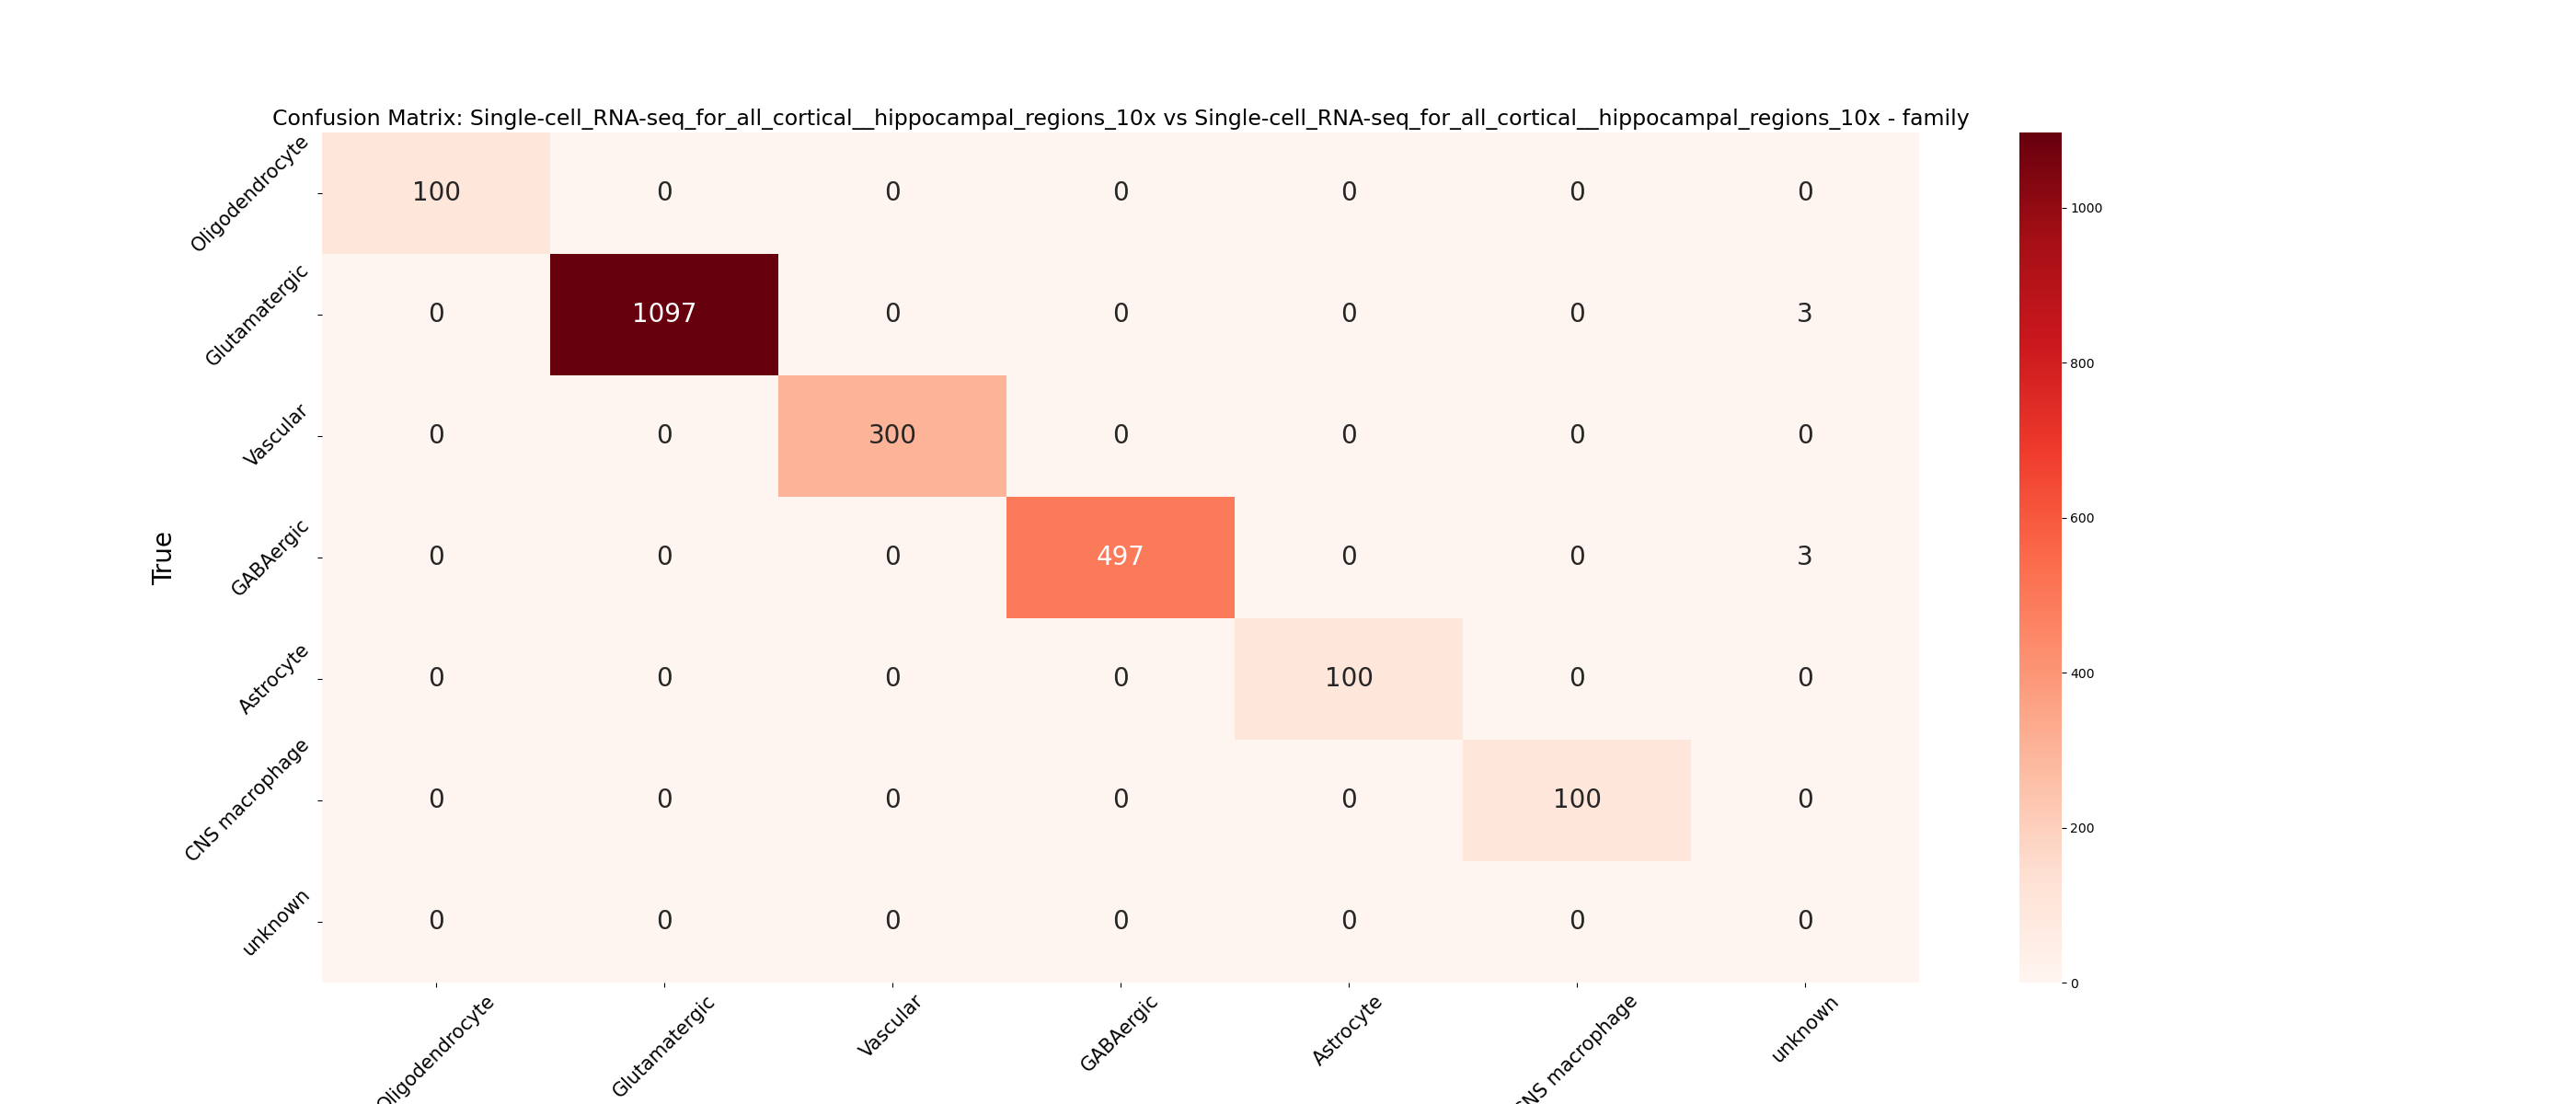 Confusion Matrix: Single-cell_RNA-seq_for_all_cortical__hippocampal_regions_10x vs Single-cell_RNA-seq_for_all_cortical__hippocampal_regions_10x - family
True
Oligodendrocyte 100 0 0 0 0 0 0
Glutamatergic 0 1097 0 0 0 0 3
Vascular 0 0 300 0 0 0 0
GABAergic 0 0 0 497 0 0 3
Astrocyte 0 0 0 0 100 0 0
CNS macrophage 0 0 0 0 0 100 0
unknown 0 0 0 0 0 0 0
Oligodendrocyte Glutamatergic Vascular GABAergic Astrocyte CNS macrophage unknown
1000
800
600
400
200
0